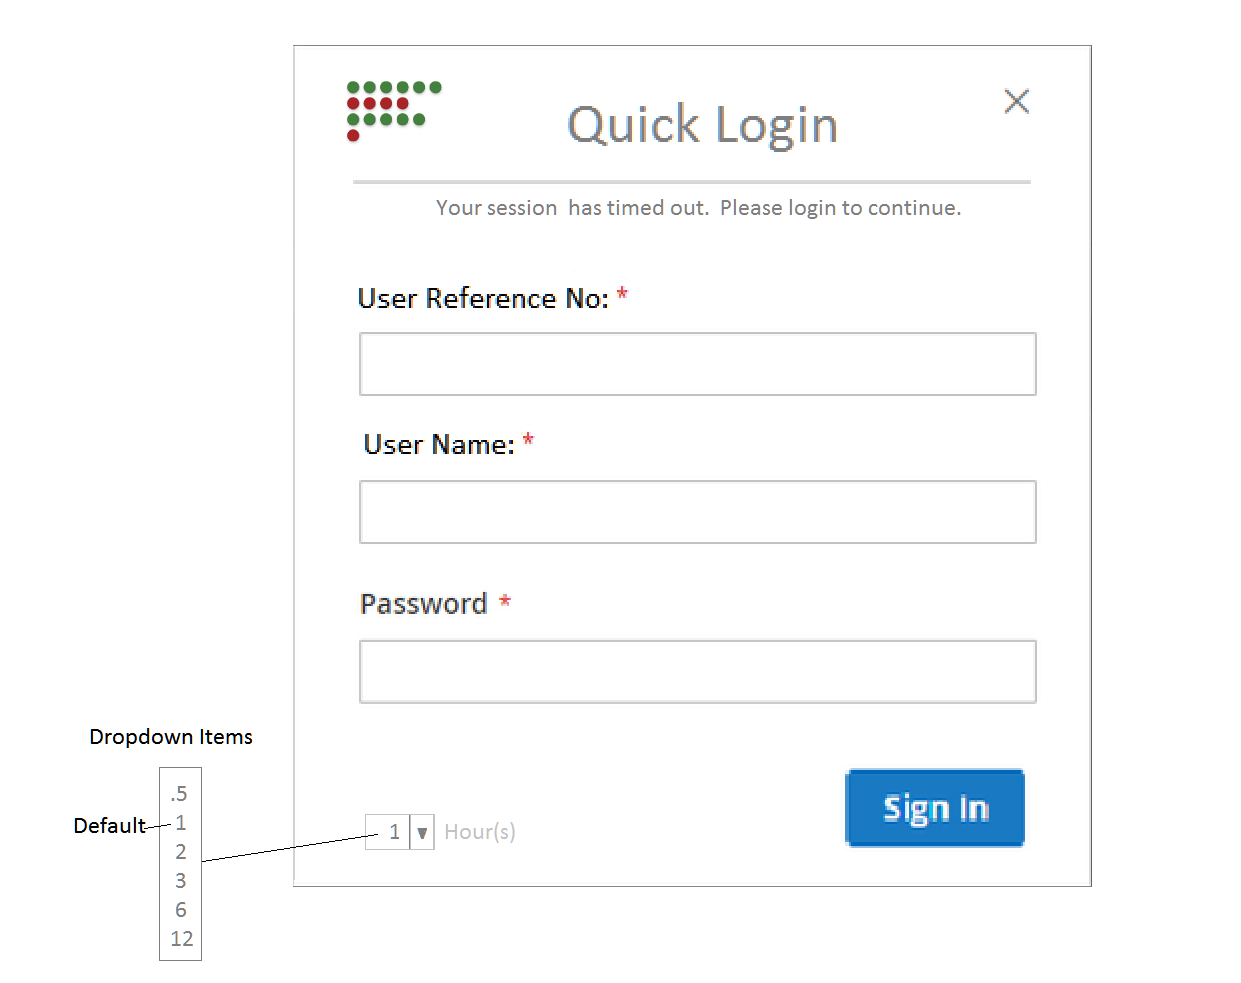 Quick Login
Your session  has timed out.  Please login to continue.
User Reference No: *
User Name: *
Password *
Dropdown Items
.5
Default 1
2
3
6
12
1 ▼ Hour(s)
Sign In